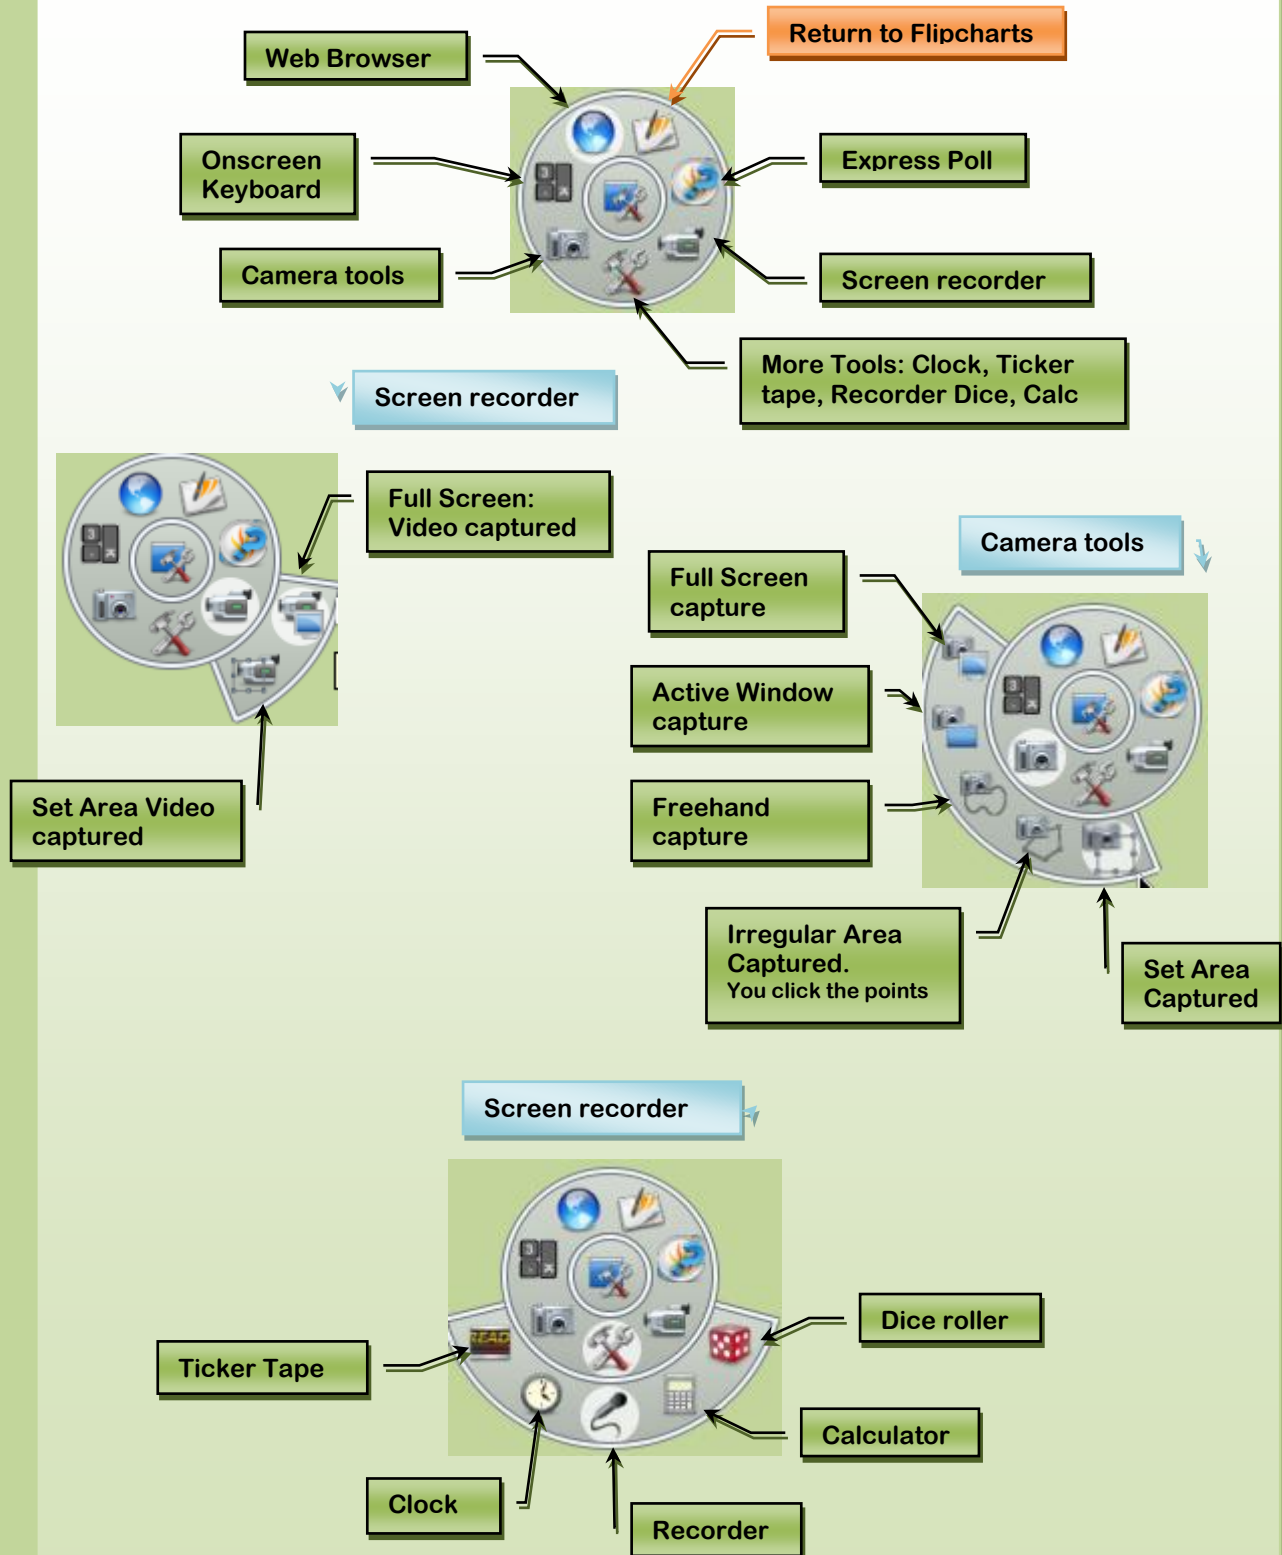 Return to Flipcharts
Web Browser
Onscreen
Keyboard
Express Poll
Camera tools
Screen recorder
More Tools: Clock, Ticker
tape, Recorder Dice, Calc
Screen recorder
Full Screen:
Video captured
Camera tools
Full Screen
capture
Active Window
capture
Set Area Video
captured
Freehand
capture
Irregular Area
Captured.
You click the points
Set Area
Captured
Screen recorder
Dice roller
Ticker Tape
Calculator
Clock
Recorder